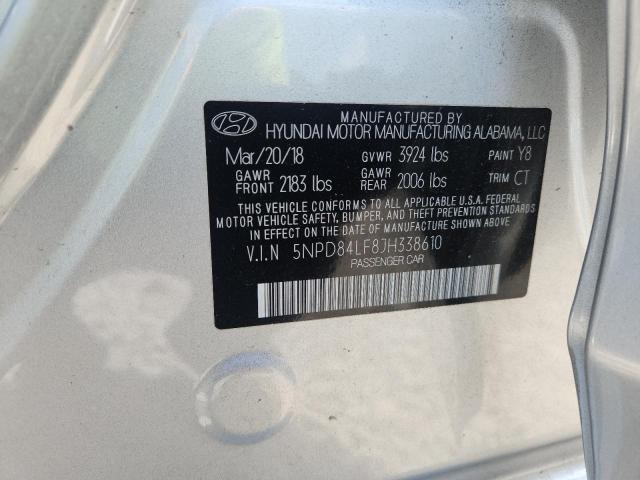 MANUFACTURED BY
HYUNDAI MOTOR MANUFACTURING ALABAMA, LLC
Mar/20/18 GVWR 3924 lbs PAINT Y8
GAWR FRONT 2183 lbs GAWR REAR 2006 lbs TRIM CT
THIS VEHICLE CONFORMS TO ALL APPLICABLE U.S.A. FEDERAL
MOTOR VEHICLE SAFETY, BUMPER, AND THEFT PREVENTION STANDARDS
IN EFFECT ON THE DATE OF MANUFACTURE SHOWN ABOVE.
V.I.N 5NPD84LF8JH338610
PASSENGER CAR